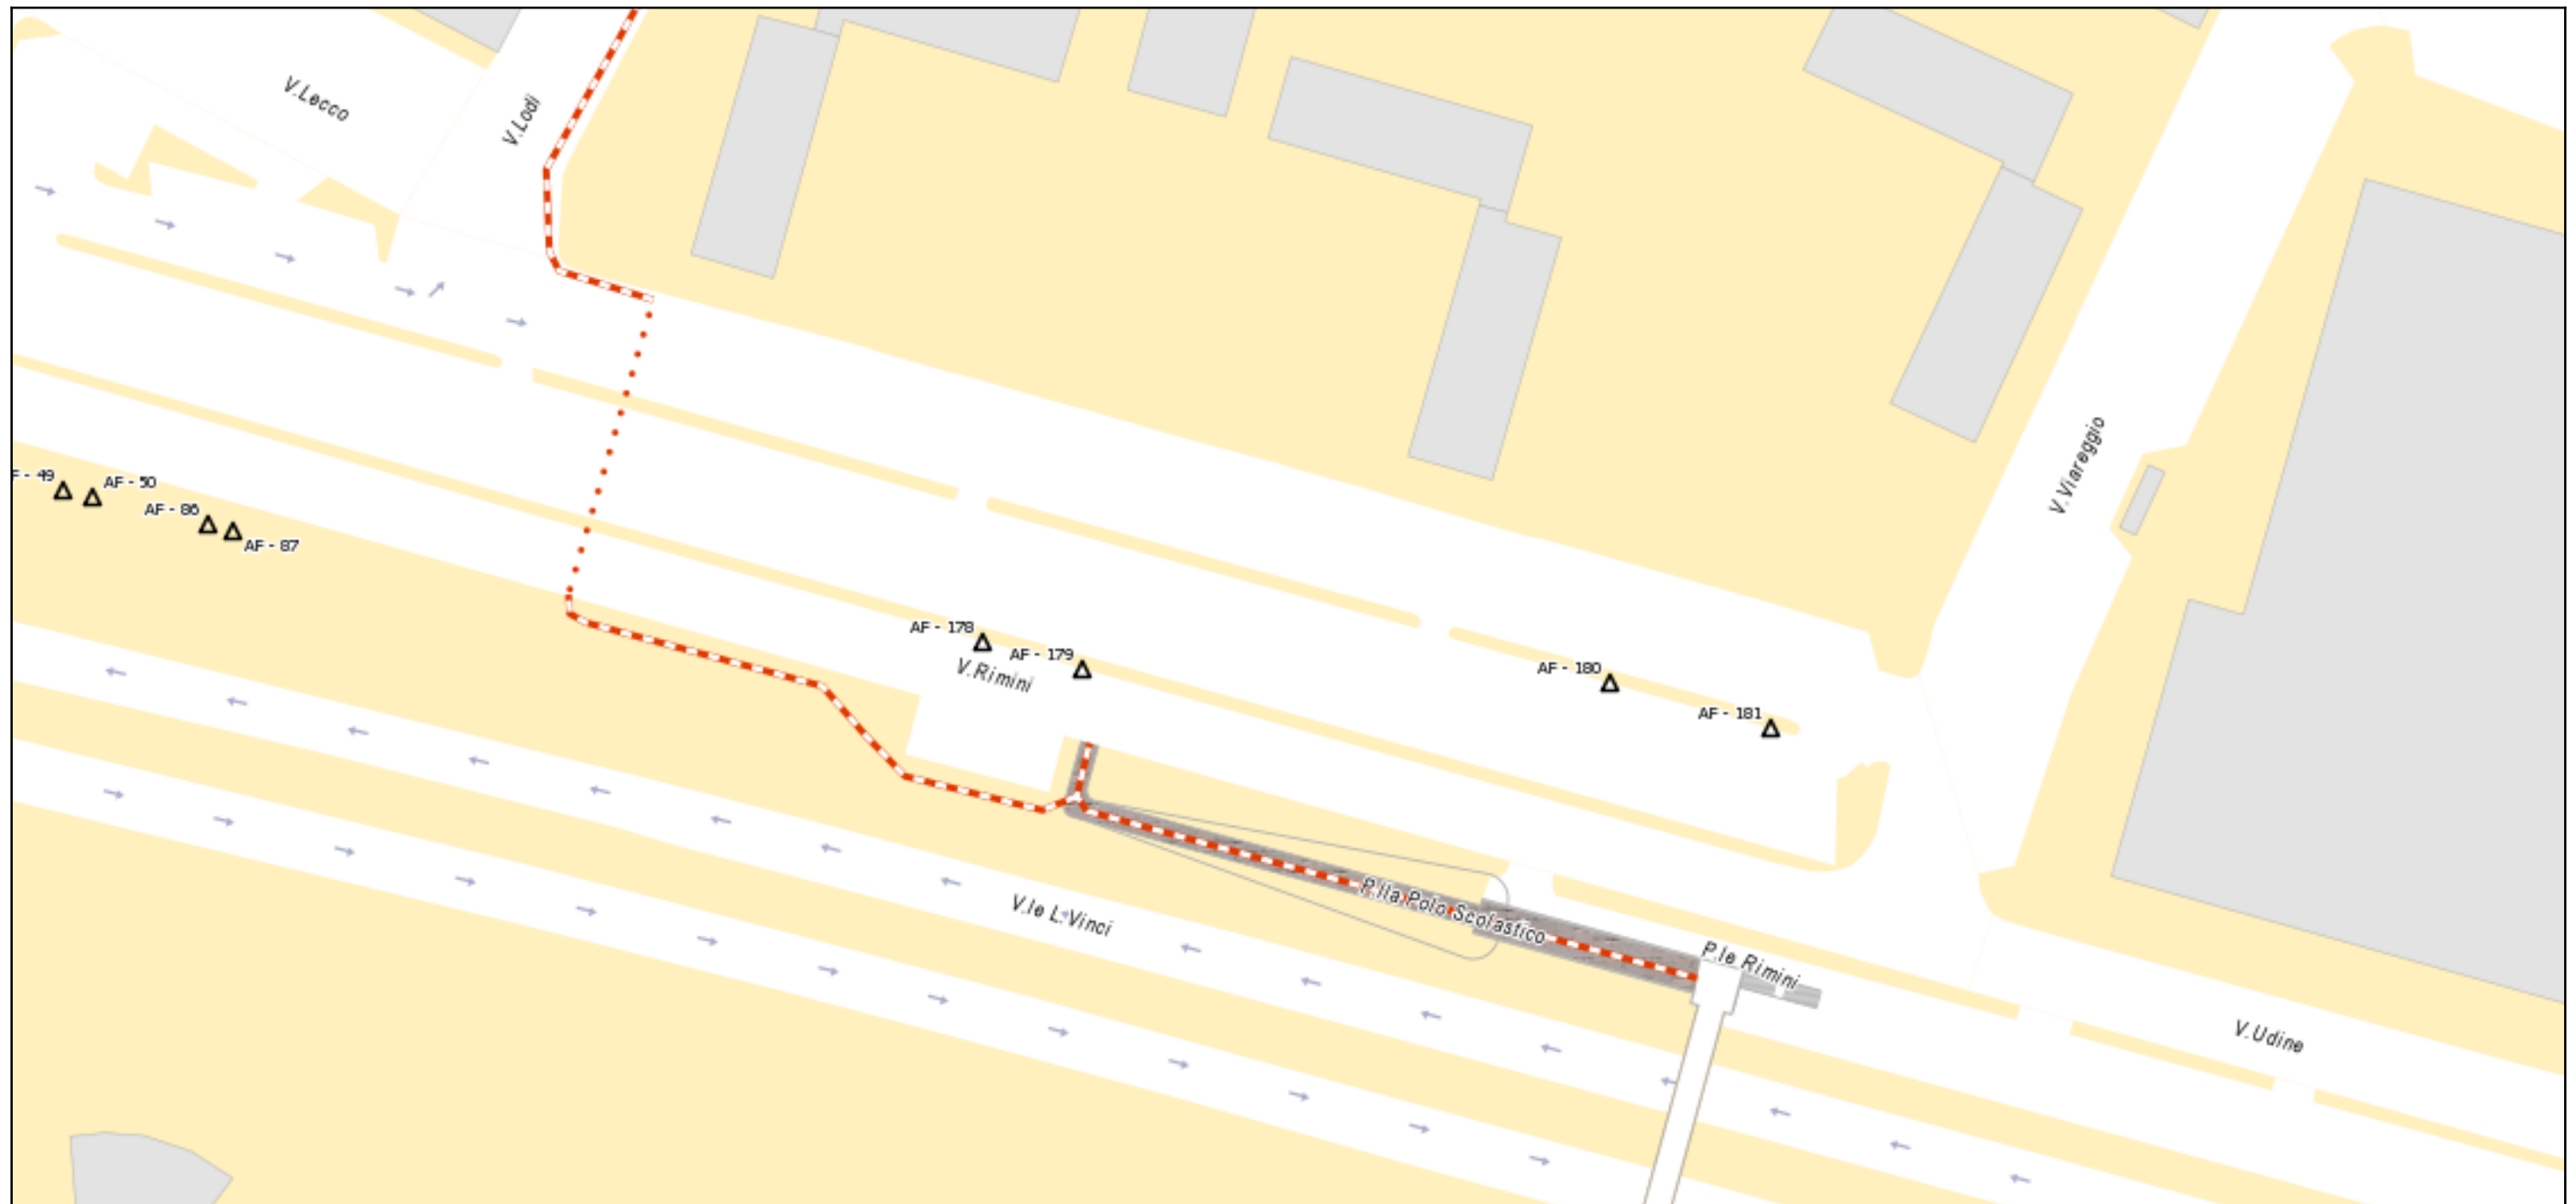 V.Lecco
V.Lodi
V.Viareggio
F - 49
AF - 50
AF - 86
AF - 87
AF - 178
AF - 179
V.Rimini
AF - 180
AF - 181
P.lla Polo Scolastico
V.le L.Vinci
P.le Rimini
V.Udine